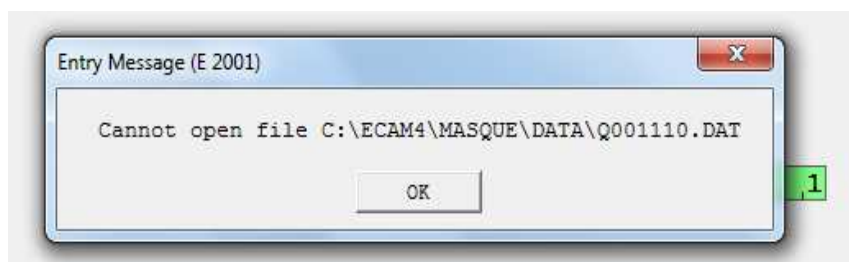 Entry Message (E 2001)
Cannot open file C:\ECAM4\MASQUE\DATA\Q001110.DAT
OK
,1